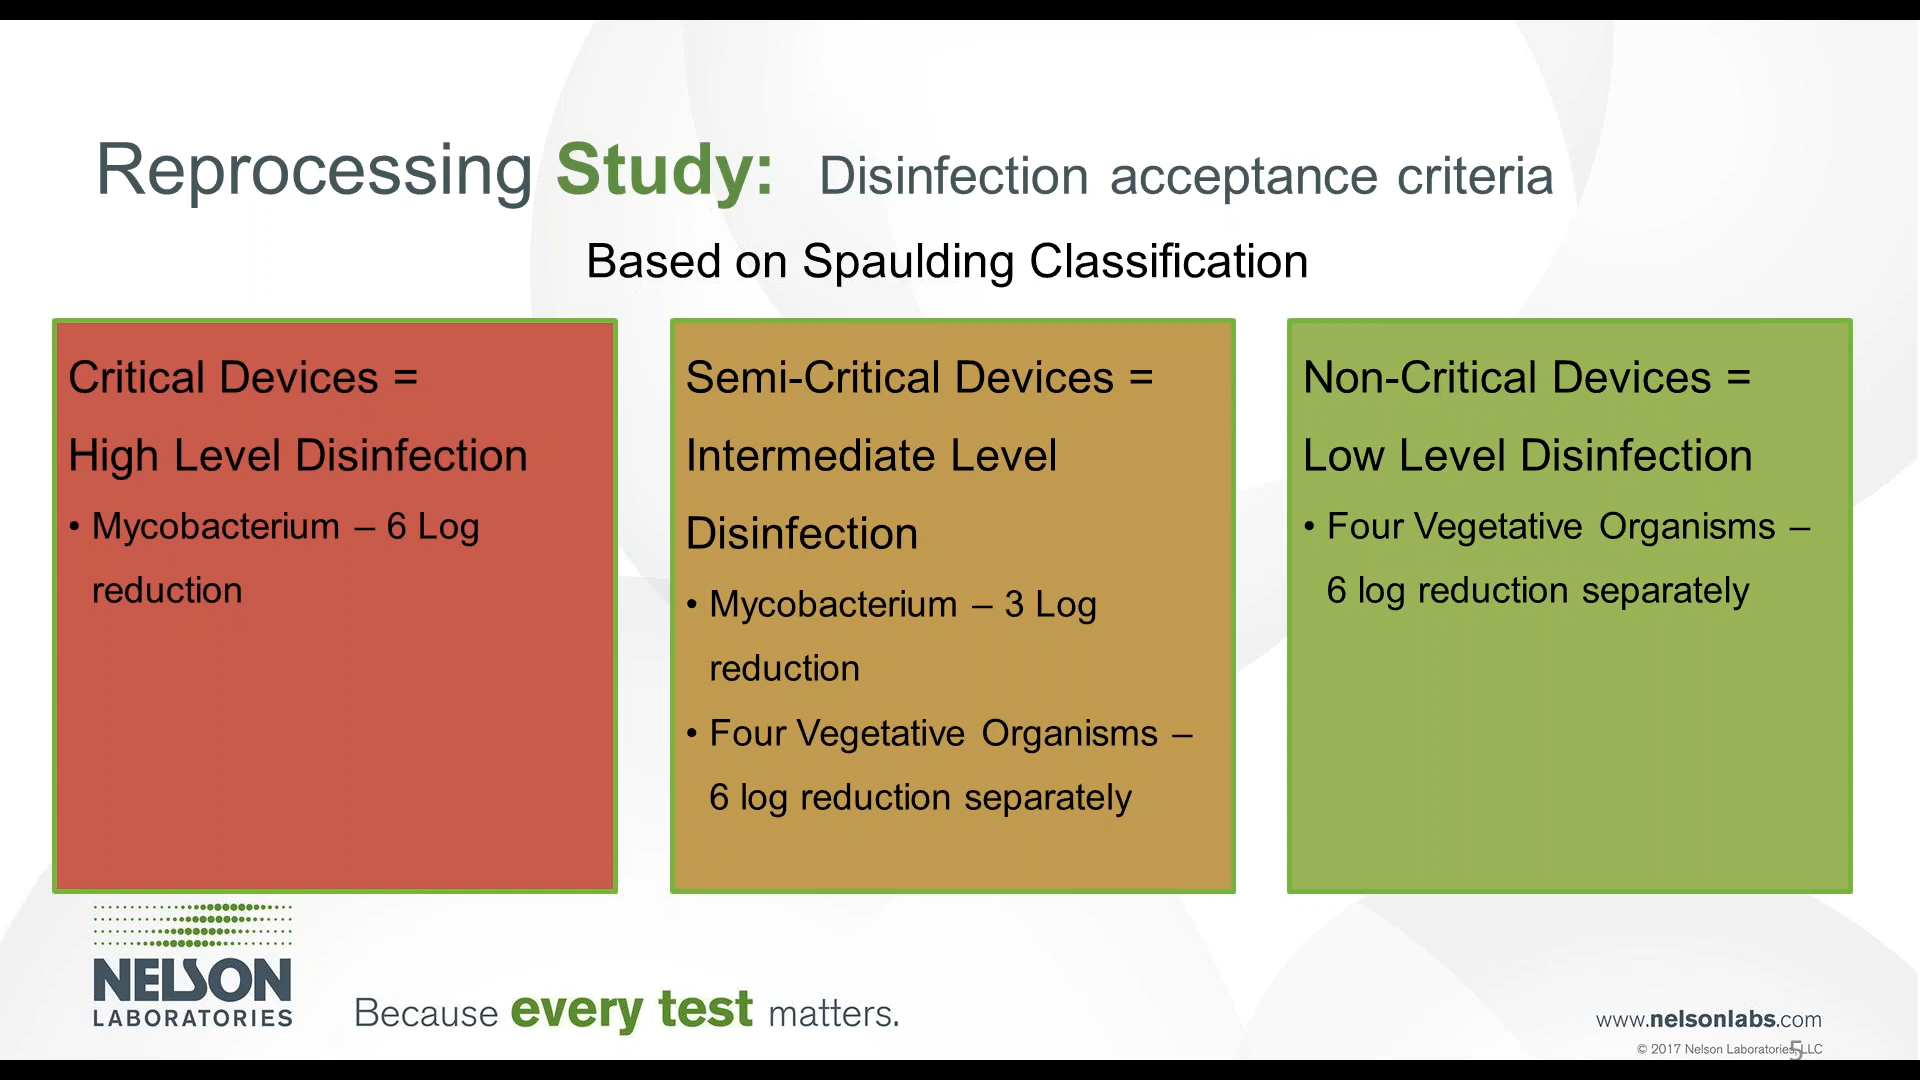 Reprocessing Study: Disinfection acceptance criteria
Based on Spaulding Classification
Critical Devices =
High Level Disinfection
• Mycobacterium – 6 Log
reduction
Semi-Critical Devices =
Intermediate Level
Disinfection
• Mycobacterium – 3 Log
reduction
• Four Vegetative Organisms –
6 log reduction separately
Non-Critical Devices =
Low Level Disinfection
• Four Vegetative Organisms –
6 log reduction separately
NELSON
LABORATORIES
Because every test matters.
www.nelsonlabs.com
© 2017 Nelson Laboratories, LLC
5